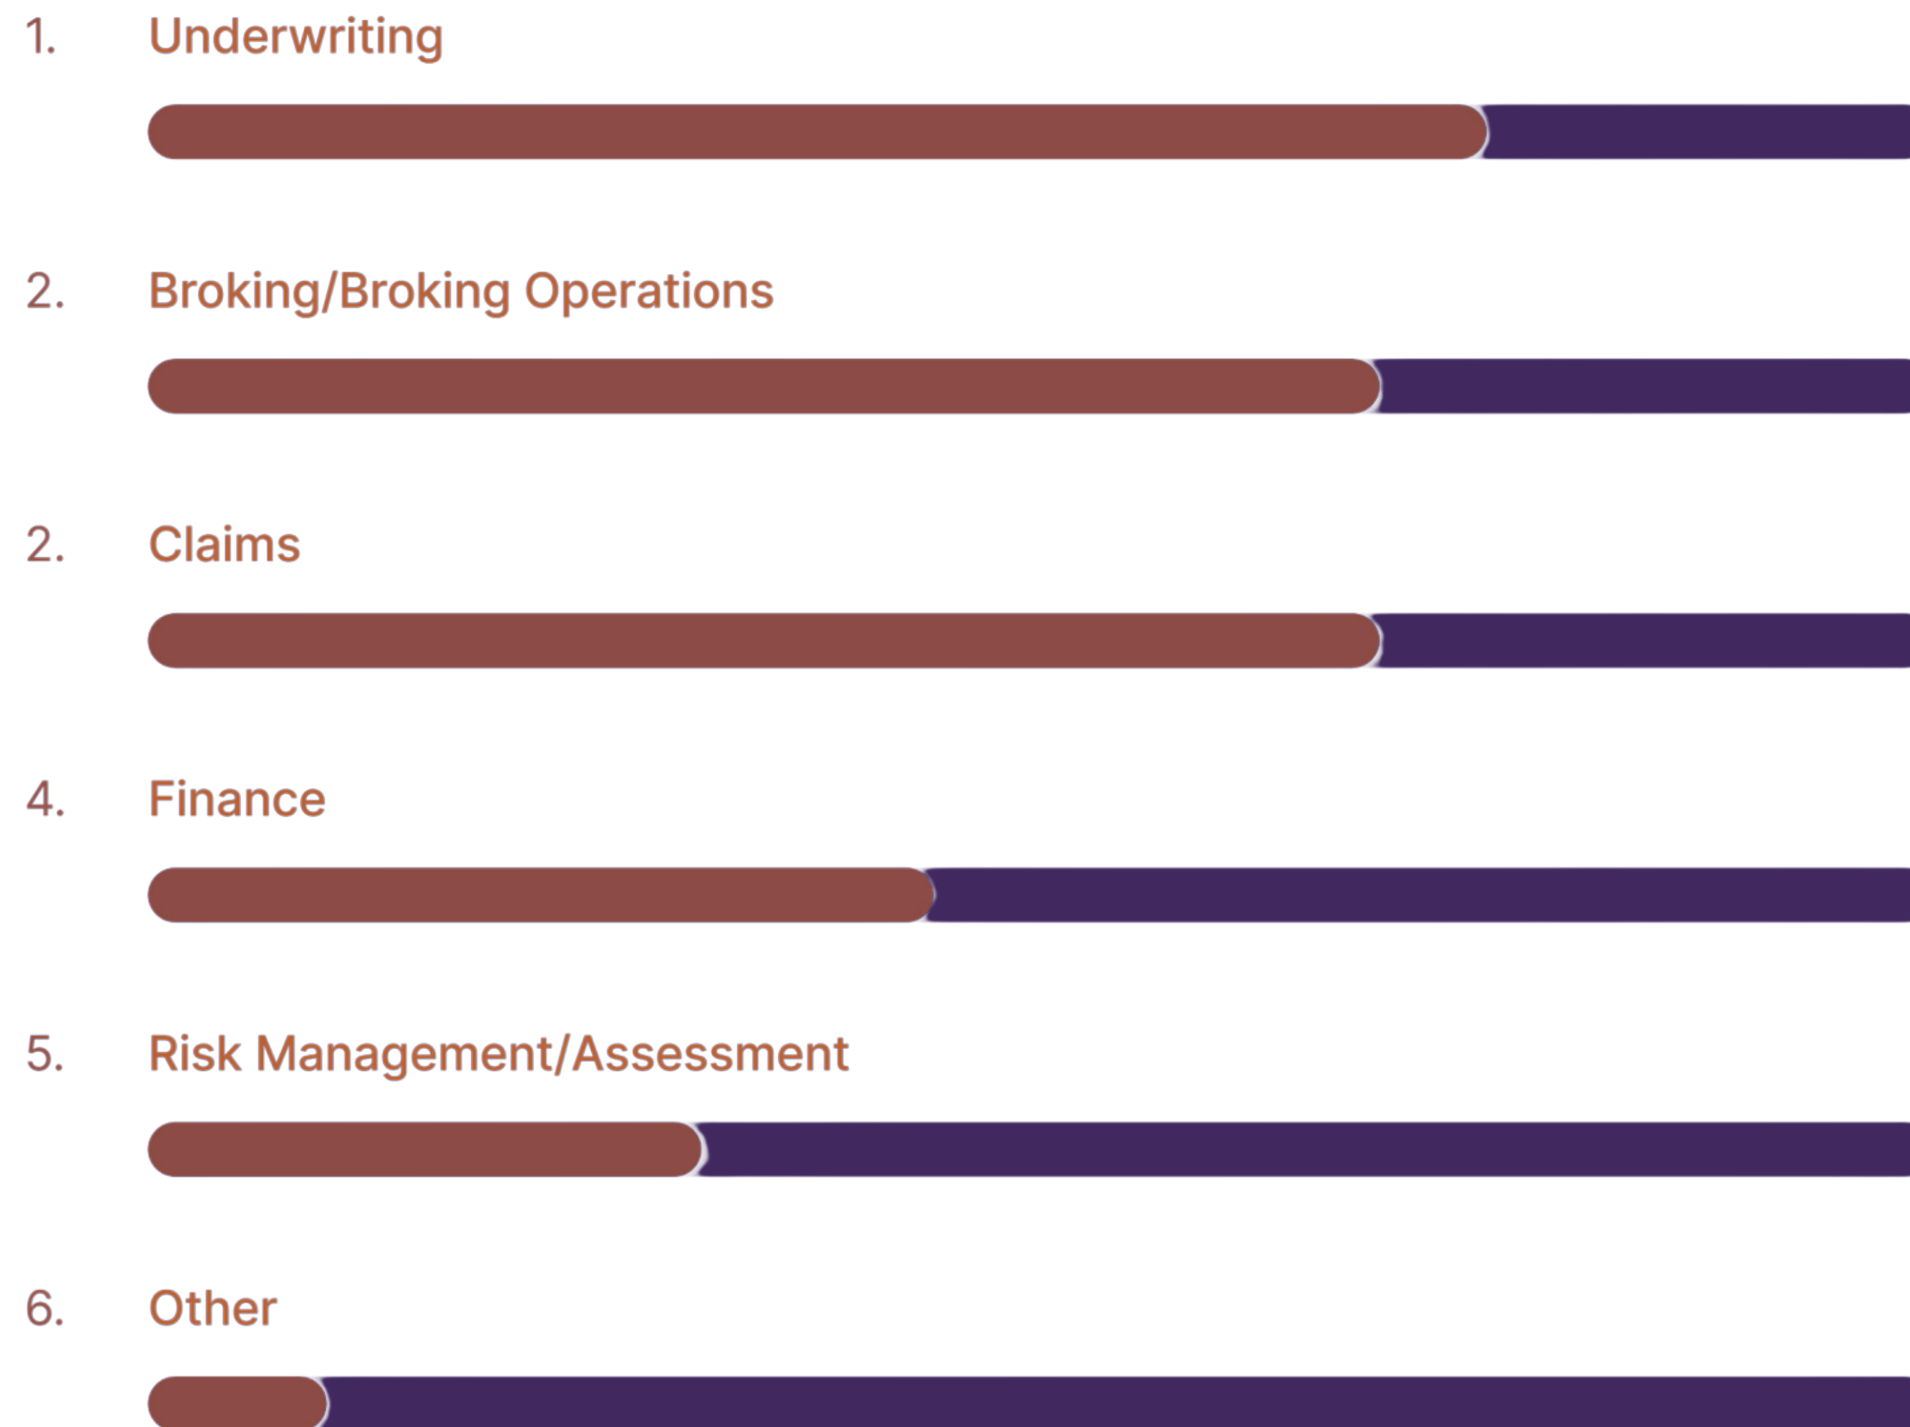 1. Underwriting
2. Broking/Broking Operations
2. Claims
4. Finance
5. Risk Management/Assessment
6. Other